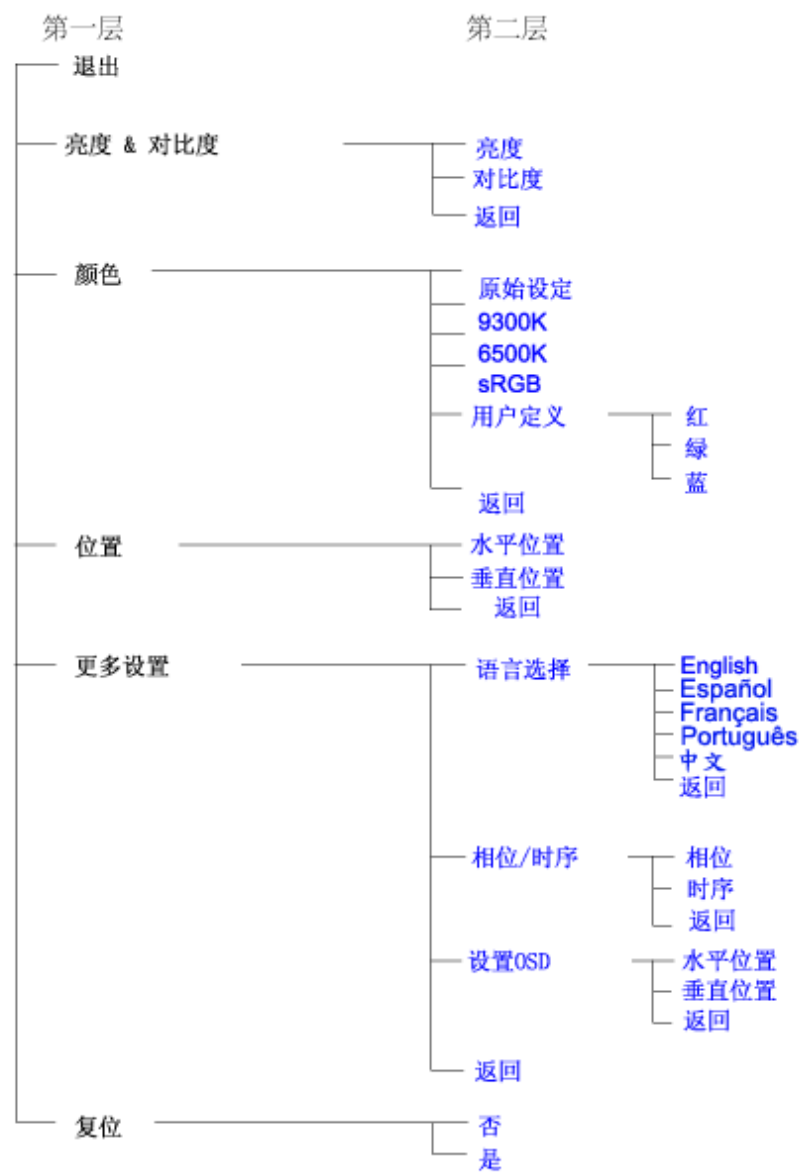 第一层 第二层
退出
亮度 & 对比度
亮度
对比度
返回
颜色
原始设定
9300K
6500K
sRGB
用户定义
红
绿
蓝
返回
位置
水平位置
垂直位置
返回
更多设置
语言选择
English
Español
Français
Português
中文
返回
相位/时序
相位
时序
返回
设置OSD
水平位置
垂直位置
返回
返回
复位
否
是